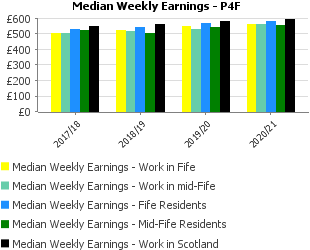 Median Weekly Earnings - P4F
£600
£500
£400
£300
£200
£100
£0
2017/18
2018/19
2019/20
2020/21
Median Weekly Earnings - Work in Fife
Median Weekly Earnings - Work in mid-Fife
Median Weekly Earnings - Fife Residents
Median Weekly Earnings - Mid-Fife Residents
Median Weekly Earnings - Work in Scotland